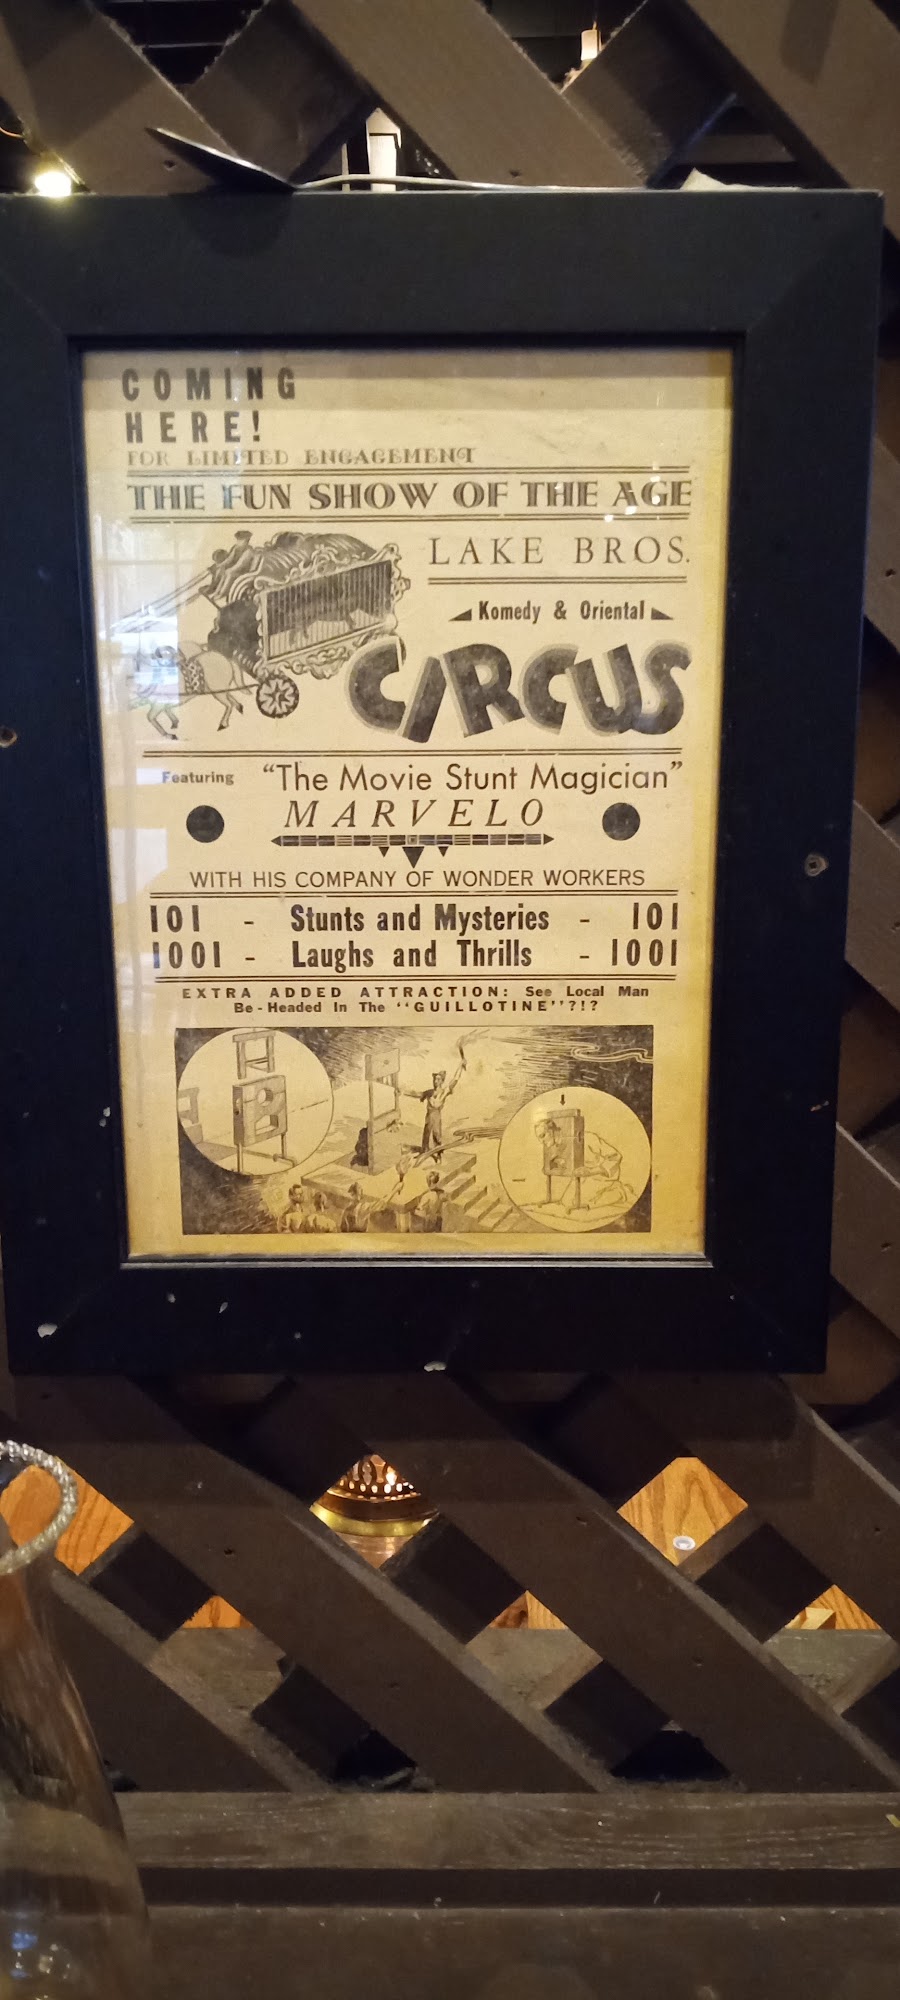 COMING
HERE!
FOR LIMITED ENGAGEMENT
THE FUN SHOW OF THE AGE
LAKE BROS.
Komedy & Oriental
CIRCUS
Featuring "The Movie Stunt Magician"
MARVELO
WITH HIS COMPANY OF WONDER WORKERS
101 - Stunts and Mysteries - 101
1001 - Laughs and Thrills - 1001
EXTRA ADDED ATTRACTION: See Local Man
Be-Headed In The "GUILLOTINE"?!?